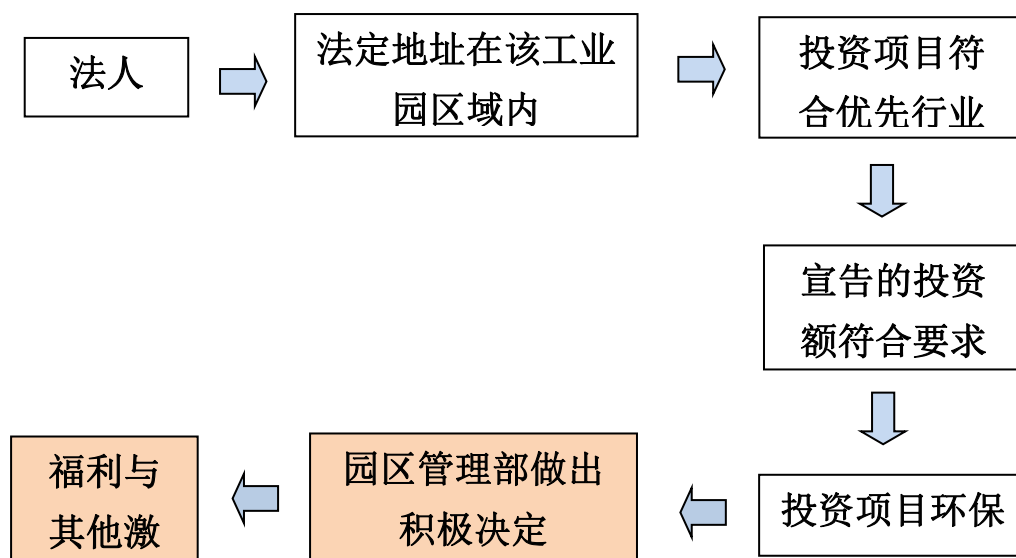 法人
法定地址在该工业
园区域内
投资项目符
合优先行业
宣告的投资
额符合要求
投资项目环保
园区管理部做出
积极决定
福利与
其他激